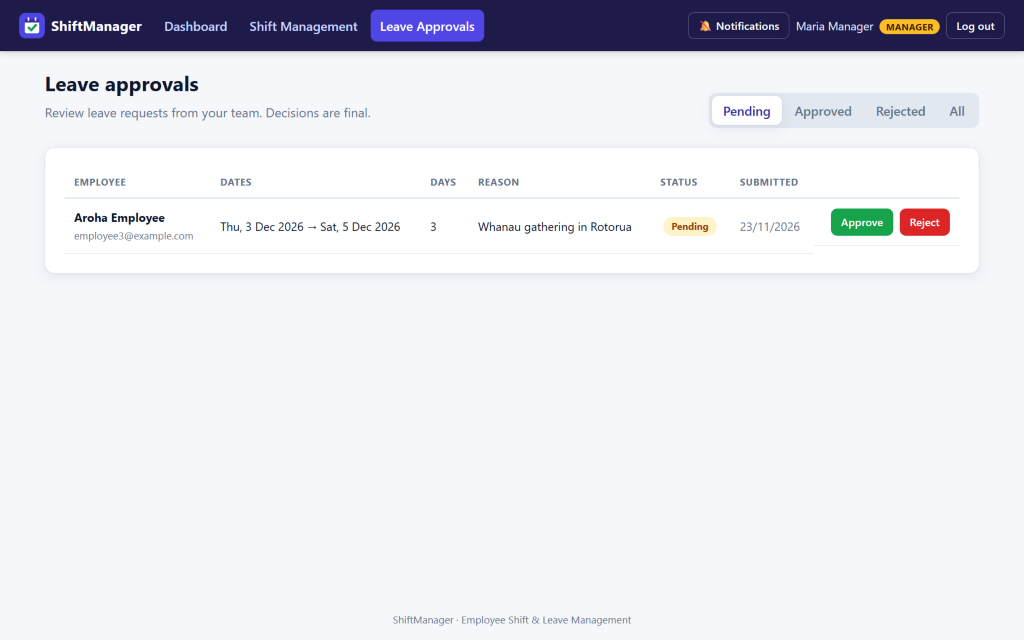 ShiftManager Dashboard Shift Management Leave Approvals Notifications Maria Manager MANAGER Log out
Leave approvals
Review leave requests from your team. Decisions are final.
Pending Approved Rejected All
EMPLOYEE DATES DAYS REASON STATUS SUBMITTED
Aroha Employee
employee3@example.com
Thu, 3 Dec 2026 → Sat, 5 Dec 2026 3 Whanau gathering in Rotorua Pending 23/11/2026 Approve Reject
ShiftManager · Employee Shift & Leave Management